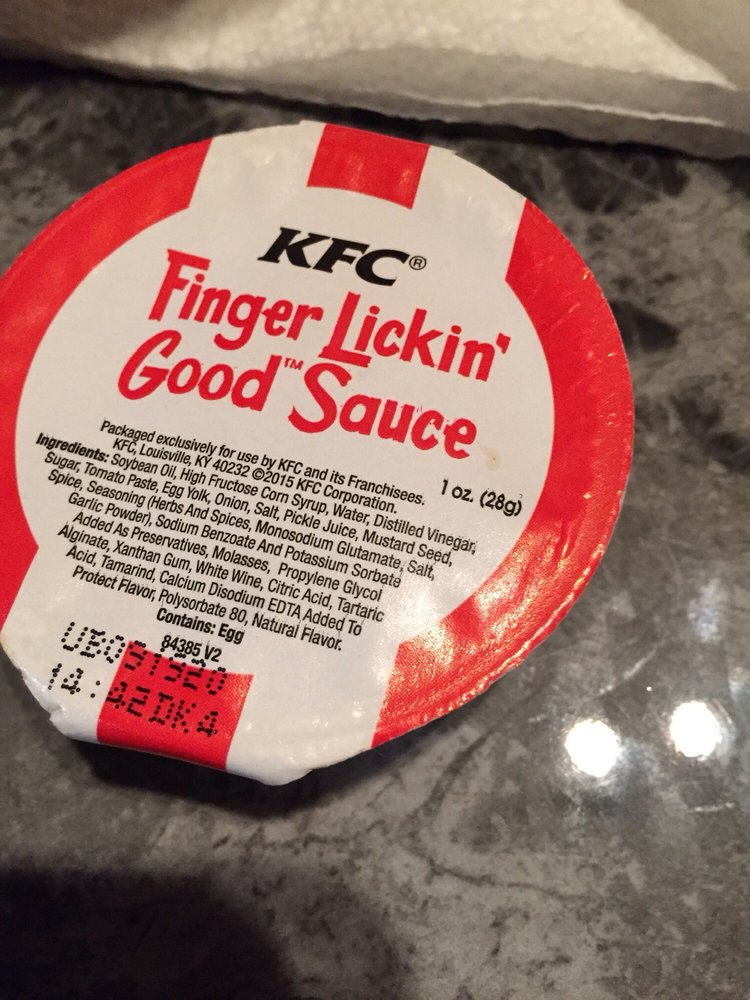 KFC®
Finger Lickin'
Good™ Sauce
Packaged exclusively for use by KFC and its Franchisees.
KFC, Louisville, KY 40232 ©2015 KFC Corporation.
1 oz. (28g)
Ingredients: Soybean Oil, High Fructose Corn Syrup, Water, Distilled Vinegar,
Sugar, Tomato Paste, Egg Yolk, Onion, Salt, Pickle Juice, Mustard Seed,
Spice, Seasoning (Herbs And Spices, Monosodium Glutamate, Salt,
Garlic Powder), Sodium Benzoate And Potassium Sorbate
Added As Preservatives, Molasses, Propylene Glycol
Alginate, Xanthan Gum, White Wine, Citric Acid, Tartaric
Acid, Tamarind, Calcium Disodium EDTA Added To
Protect Flavor, Polysorbate 80, Natural Flavor.
Contains: Egg
84385 V2
14:42DK4